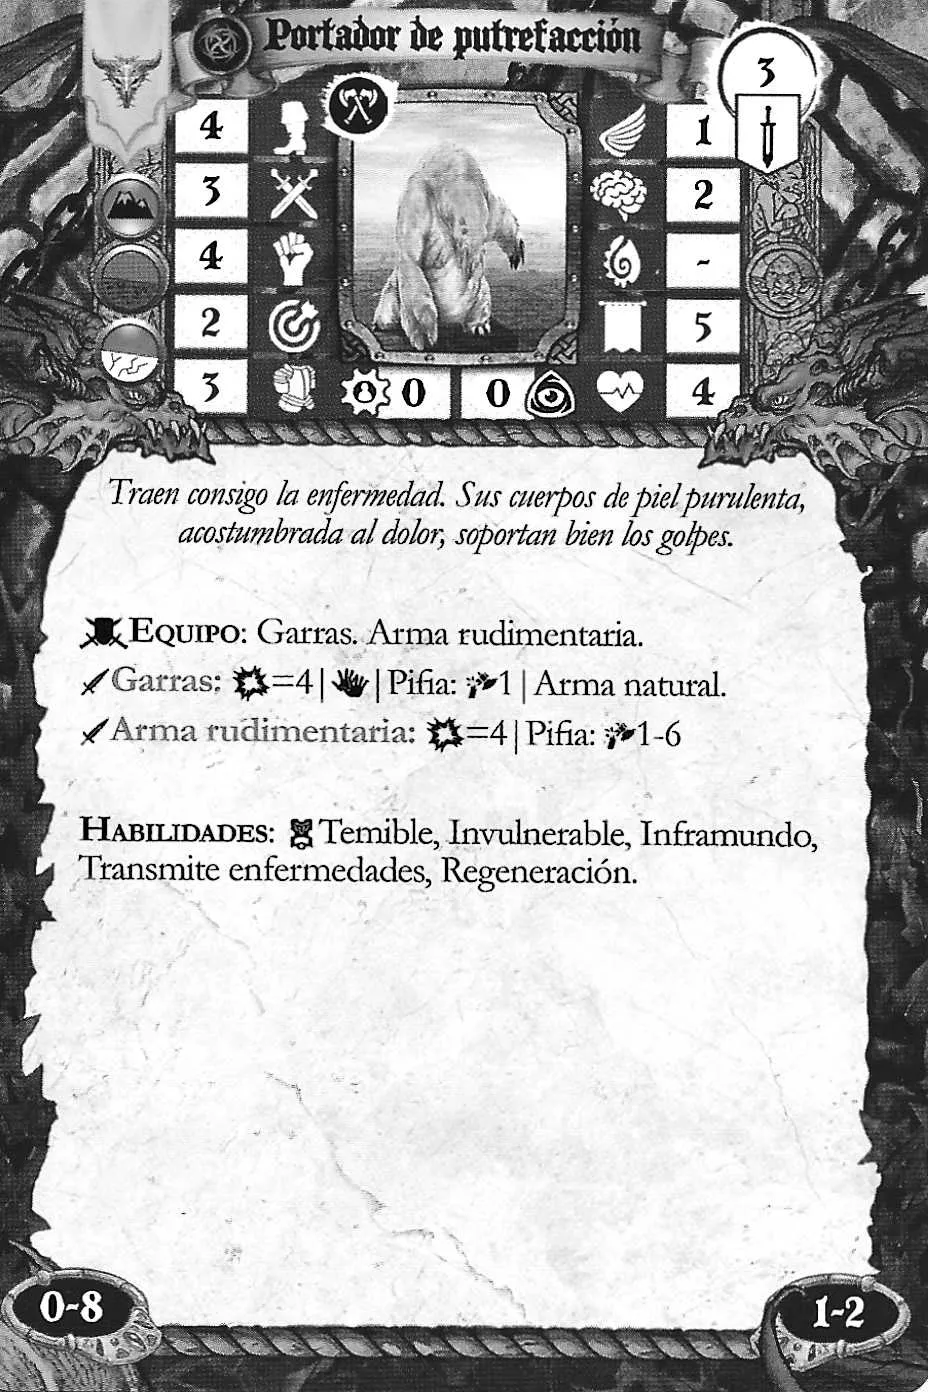 Portador de putrefacción
3
4
1
3
2
4
-
2
5
3
0
0
4
Traen consigo la enfermedad. Sus cuerpos de piel purulenta,
acostumbrada al dolor, soportan bien los golpes.
EQUIPO: Garras. Arma rudimentaria.
Garras: =4 | | Pifia: 1 | Arma natural.
Arma rudimentaria: =4 | Pifia: 1-6
HABILIDADES: Temible, Invulnerable, Inframundo,
Transmite enfermedades, Regeneración.
0-8
1-2